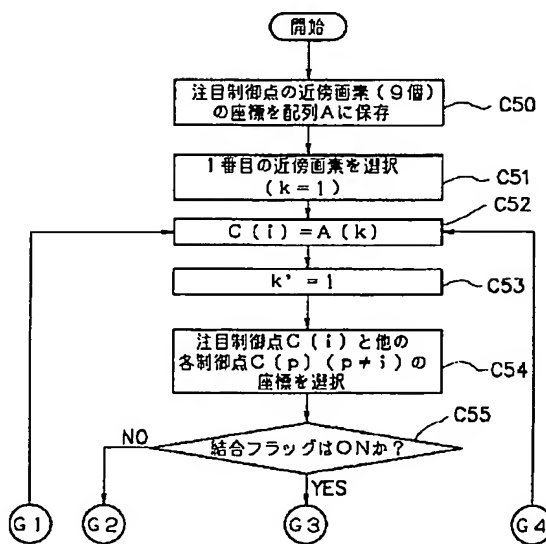 開始
注目制御点の近傍画素(9個)
の座標を配列Aに保存
C50
1番目の近傍画素を選択
(k=1)
C51
C52
C(i)=A(k)
k'=1
C53
注目制御点C(i)と他の
各制御点C(p)(p≠i)の
座標を選択
C54
C55
結合フラッグはONか?
NO
YES
G1
G2
G3
G4